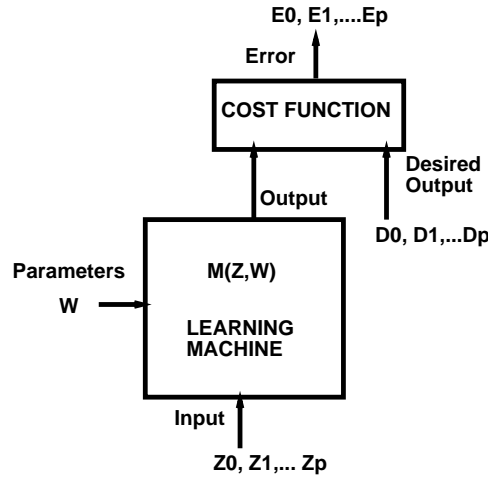 E0, E1,....Ep
Error
COST FUNCTION
Desired
Output
Output
D0, D1,...Dp
Parameters
W
M(Z,W)
LEARNING
MACHINE
Input
Z0, Z1,... Zp